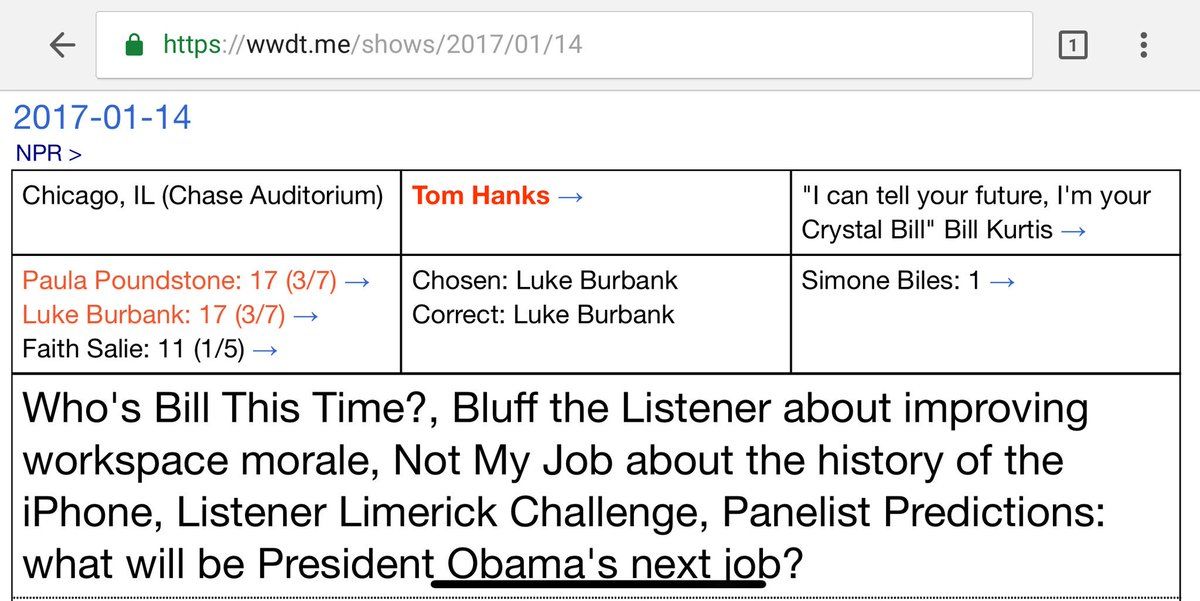 https://wwdt.me/shows/2017/01/14
1
2017-01-14
NPR >
Chicago, IL (Chase Auditorium)
Tom Hanks →
"I can tell your future, I'm your
Crystal Bill" Bill Kurtis →
Paula Poundstone: 17 (3/7) →
Luke Burbank: 17 (3/7) →
Faith Salie: 11 (1/5) →
Chosen: Luke Burbank
Correct: Luke Burbank
Simone Biles: 1 →
Who's Bill This Time?, Bluff the Listener about improving
workspace morale, Not My Job about the history of the
iPhone, Listener Limerick Challenge, Panelist Predictions:
what will be President Obama's next job?